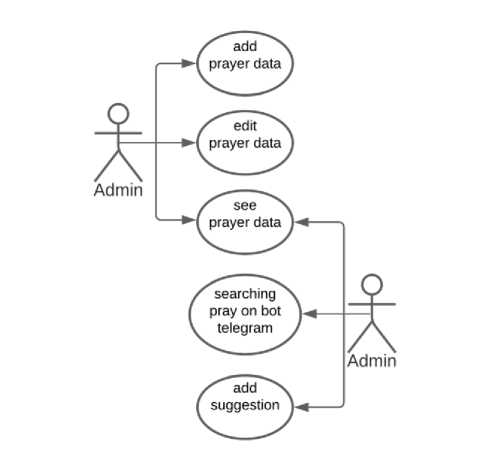 add
prayer data
edit
prayer data
Admin
see
prayer data
searching
pray on bot
telegram
Admin
add
suggestion